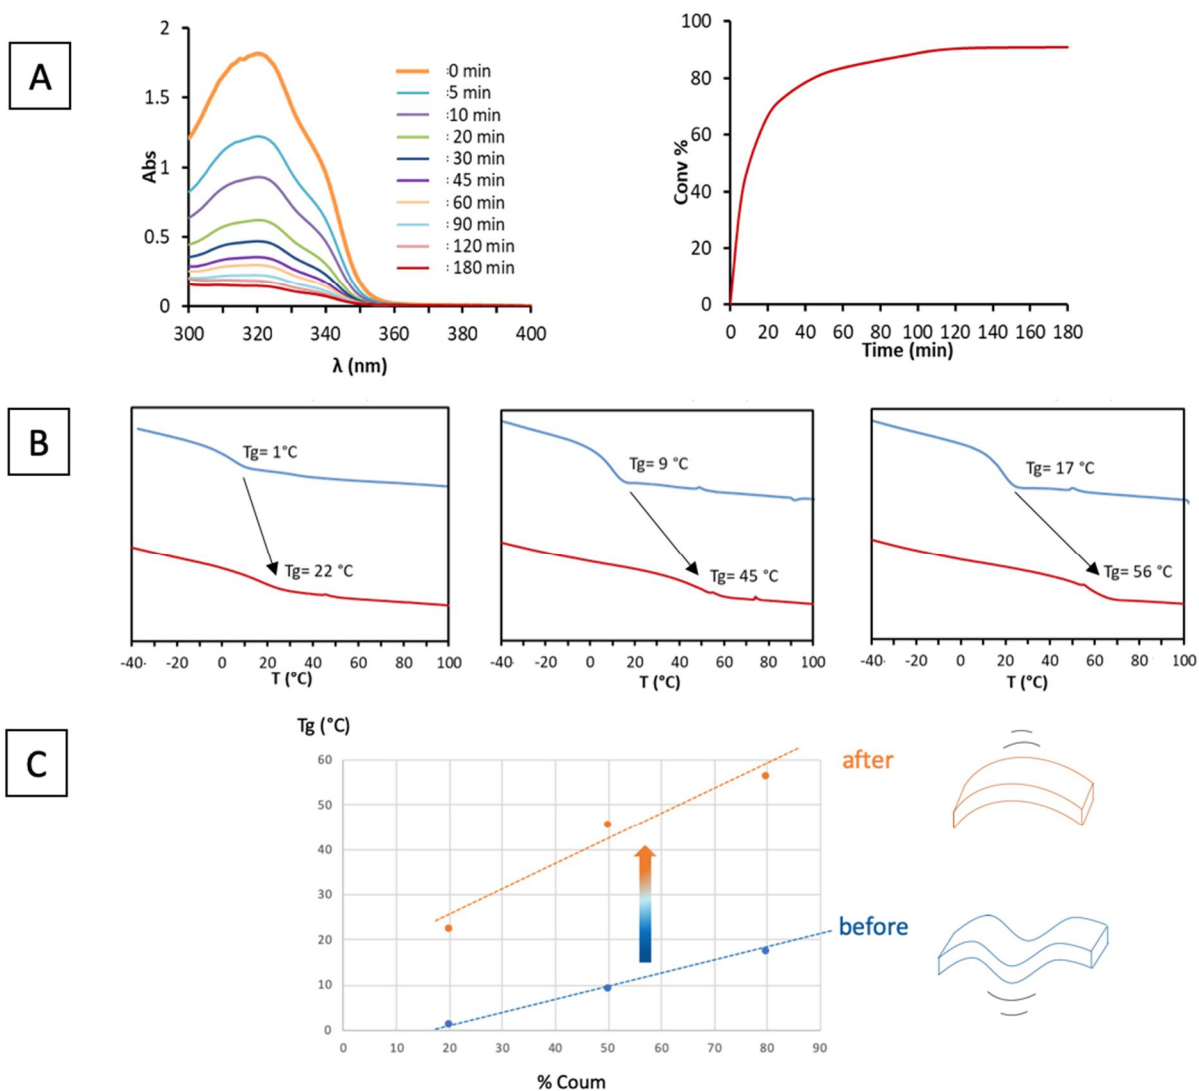 A
2
1.5
1
0.5
0
Abs
300 320 340 360 380 400
λ (nm)
:0 min
:5 min
:10 min
: 20 min
: 30 min
: 45 min
: 60 min
: 90 min
: 120 min
: 180 min
100
80
60
40
20
0
Conv %
0 20 40 60 80 100 120 140 160 180
Time (min)
B
Tg= 1°C
Tg= 22 °C
-40 -20 0 20 40 60 80 100
T (°C)
Tg= 9 °C
Tg= 45 °C
-40 -20 0 20 40 60 80 100
T (°C)
Tg= 17 °C
Tg= 56 °C
-40 -20 0 20 40 60 80 100
T (°C)
C
Tg (°C)
60
50
40
30
20
10
0
0 10 20 30 40 50 60 70 80 90
% Coum
after
before